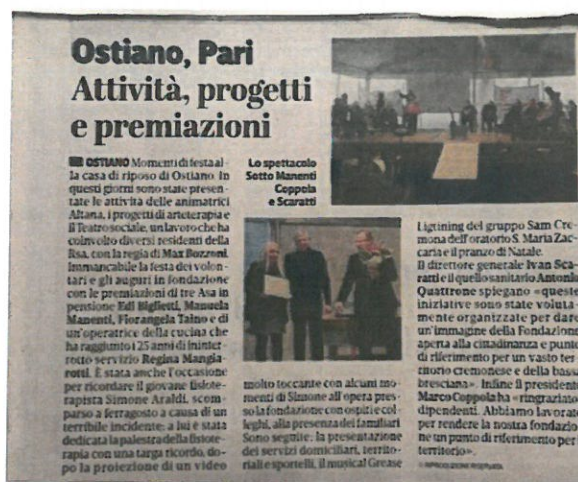 Ostiano, Pari
Attività, progetti
e premiazioni
OSTIANO Momenti di festa al-
la casa di riposo di Ostiano. In
questi giorni sono state presen-
tate le attività delle animatrici
Altana, i progetti di arteterapia e
il Teatro sociale, un lavoro che ha
coinvolto diversi residenti della
Rsa, con la regia di Max Bozzoni.
Immancabile la festa dei volon-
tari e gli auguri in fondazione
con le premiazioni di tre Asa in
pensione Edi Biglietti, Manuela
Manenti, Fiorangela Taino e di
un'operatrice della cucina che
ha raggiunto i 25 anni di ininter-
rotto servizio Regina Mangia-
rotti. È stata anche l'occasione
per ricordare il giovane fisiote-
rapista Simone Araldi, scom-
parso a ferragosto a causa di un
terribile incidente: a lui è stata
dedicata la palestra della fisiote-
rapia con una targa ricordo, do-
po la proiezione di un video
Lo spettacolo
Sotto Manenti
Coppola
e Scaratti
molto toccante con alcuni mo-
menti di Simone all'opera pres-
so la fondazione con ospiti e col-
leghi, alla presenza dei familiari
Sono seguite: la presentazione
dei servizi domiciliari, territo-
riali e sportelli, il musical Grease
Ligtining del gruppo Sam Cre-
mona dell'oratorio S. Maria Zac-
caria e il pranzo di Natale.
Il direttore generale Ivan Sca-
ratti e il quello sanitario Antonio
Quattrone spiegano «queste
iniziative sono state voluta-
mente organizzate per dare
un'immagine della Fondazione
aperta alla cittadinanza e punto
di riferimento per un vasto ter-
ritorio cremonese e della bassa
bresciana». Infine il presidente
Marco Coppola ha «ringraziato
dipendenti. Abbiamo lavorato
per rendere la nostra fondazio-
ne un punto di riferimento per
territorio».
© RIPRODUZIONE RISERVATA